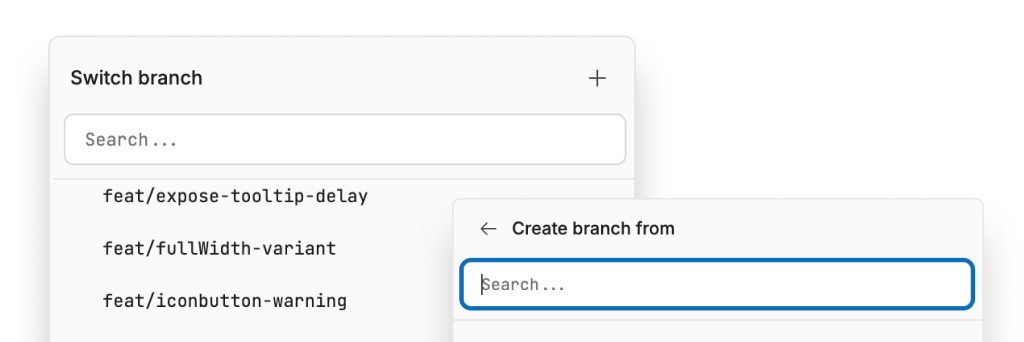 Switch branch
Search...
feat/expose-tooltip-delay
feat/fullWidth-variant
feat/iconbutton-warning
Create branch from
Search...